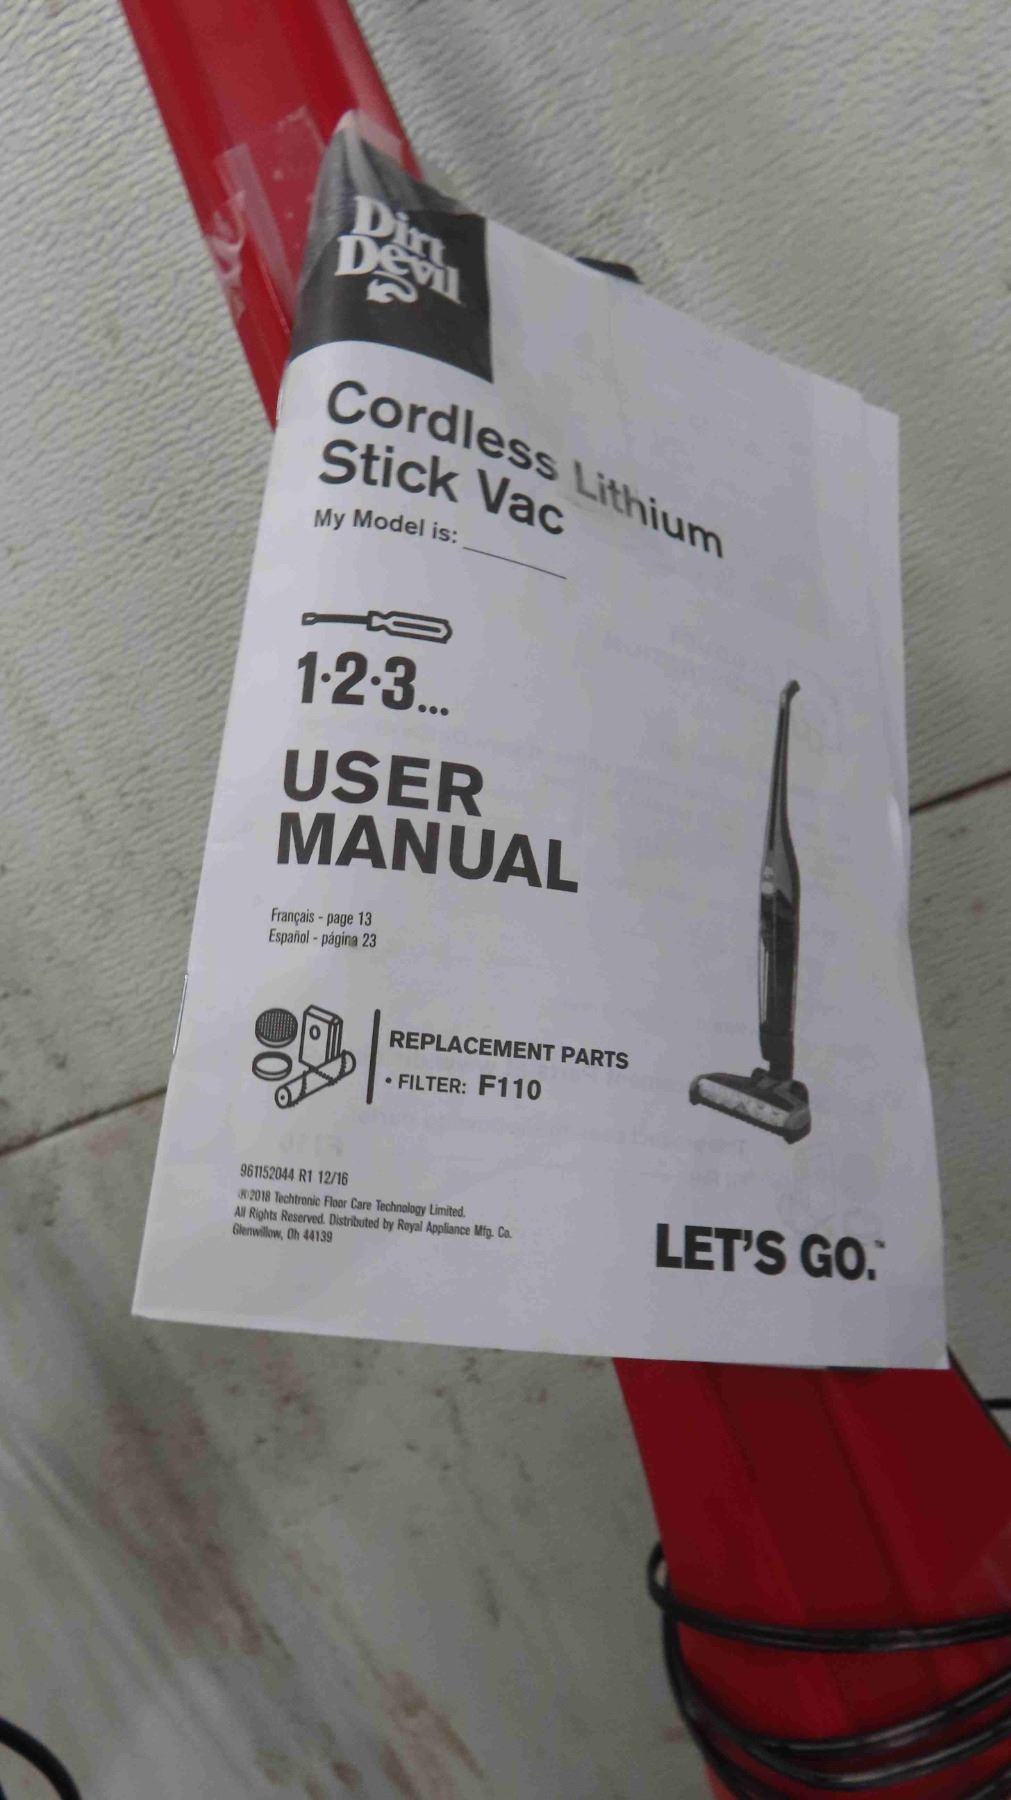 Dirt
Devil
Cordless Lithium
Stick Vac
My Model is: ________
1·2·3...
USER
MANUAL
Français - page 13
Español - página 23
REPLACEMENT PARTS
• FILTER: F110
961152044 R1 12/16
©2018 Techtronic Floor Care Technology Limited.
All Rights Reserved. Distributed by Royal Appliance Mfg. Co.
Glenwillow, Oh 44139
LET'S GO.™